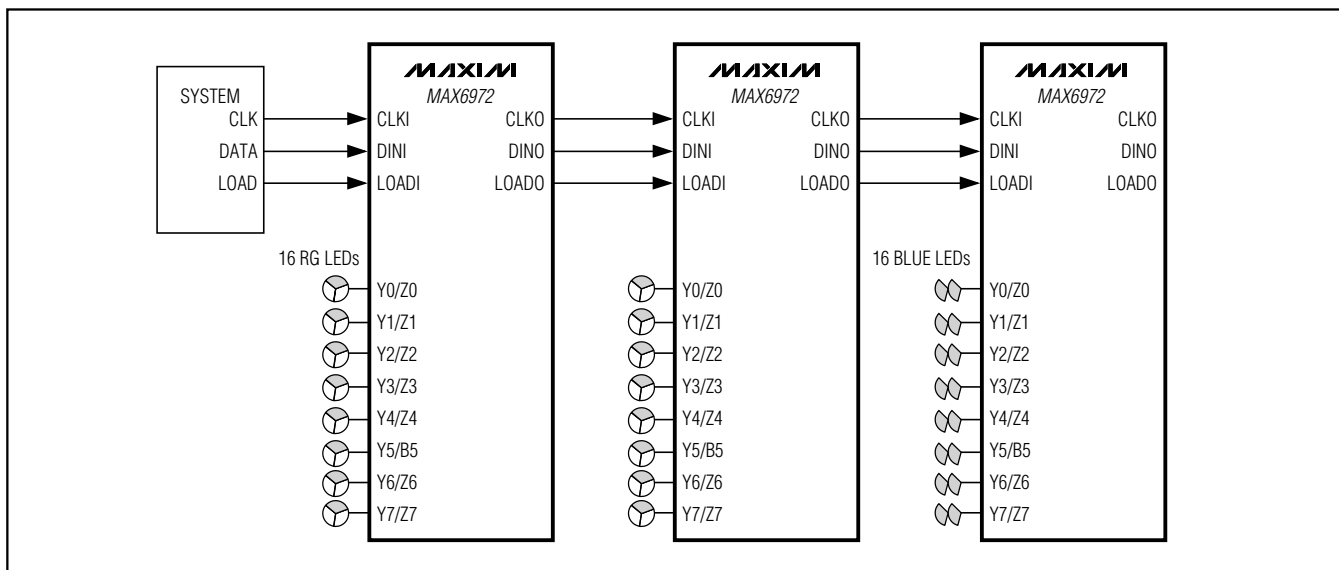 SYSTEM
CLK
DATA
LOAD
MAXIM
MAX6972
CLKI CLKO
DINI DINO
LOADI LOADO
16 RG LEDs
Y0/Z0
Y1/Z1
Y2/Z2
Y3/Z3
Y4/Z4
Y5/B5
Y6/Z6
Y7/Z7
MAXIM
MAX6972
CLKI CLKO
DINI DINO
LOADI LOADO
Y0/Z0
Y1/Z1
Y2/Z2
Y3/Z3
Y4/Z4
Y5/B5
Y6/Z6
Y7/Z7
MAXIM
MAX6972
CLKI CLKO
DINI DINO
LOADI LOADO
16 BLUE LEDs
Y0/Z0
Y1/Z1
Y2/Z2
Y3/Z3
Y4/Z4
Y5/B5
Y6/Z6
Y7/Z7